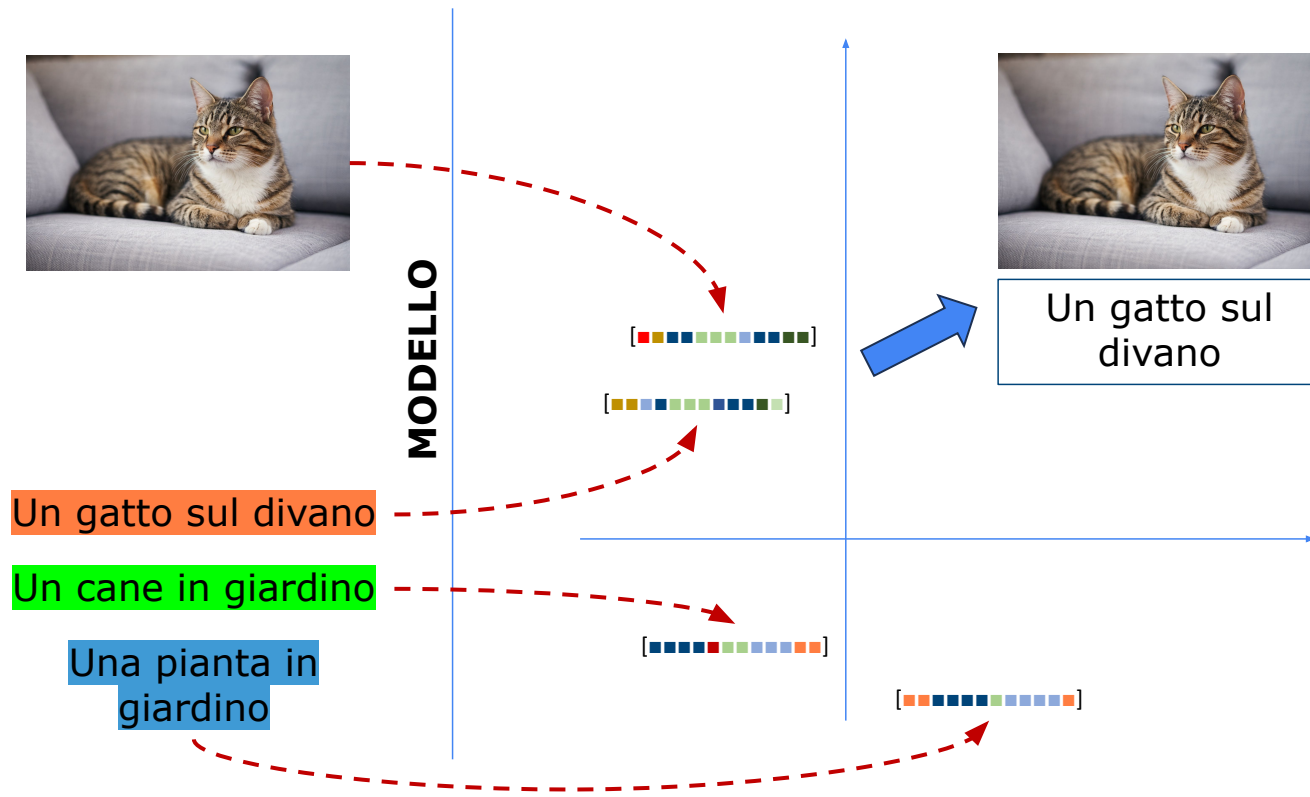 MODELLO
Un gatto sul
divano
Un gatto sul divano
Un cane in giardino
Una pianta in
giardino